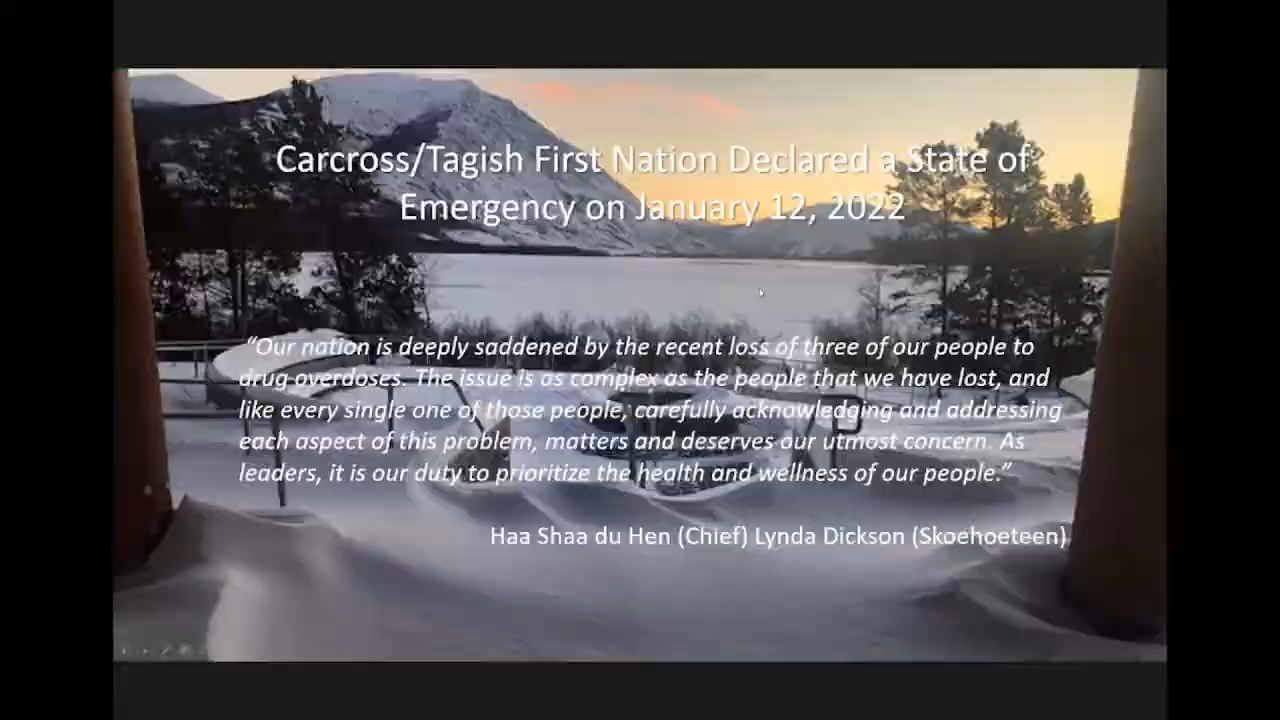 Carcross/Tagish First Nation Declared a State of
Emergency on January 12, 2022
“Our nation is deeply saddened by the recent loss of three of our people to
drug overdoses. The issue is as complex as the people that we have lost, and
like every single one of those people, carefully acknowledging and addressing
each aspect of this problem, matters and deserves our utmost concern. As
leaders, it is our duty to prioritize the health and wellness of our people.”
Haa Shaa du Hen (Chief) Lynda Dickson (Skoehoeteen)